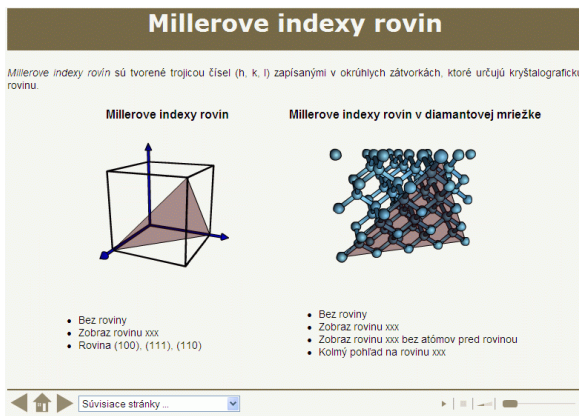 Millerove indexy rovin
Millerove indexy rovín sú tvorené trojicou čísel (h, k, l) zapísanými v okrúhlych zátvorkách, ktoré určujú kryštalografickú
rovinu.
Millerove indexy rovin
Millerove indexy rovin v diamantovej mriežke
Bez roviny
Zobraz rovinu xxx
Rovina (100), (111), (110)
Bez roviny
Zobraz rovinu xxx
Zobraz rovinu xxx bez atómov pred rovinou
Kolmý pohľad na rovinu xxx
Súvisiace stránky ...